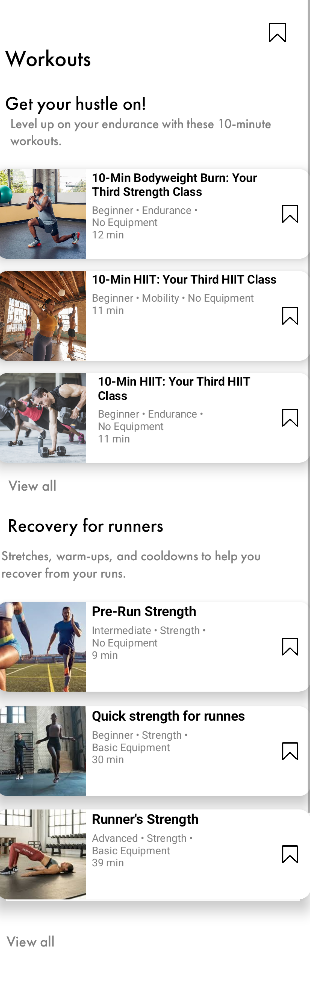 Workouts
Get your hustle on!
Level up on your endurance with these 10-minute
workouts.
10-Min Bodyweight Burn: Your
Third Strength Class
Beginner • Endurance •
No Equipment
12 min
10-Min HIIT: Your Third HIIT Class
Beginner • Mobility • No Equipment
11 min
10-Min HIIT: Your Third HIIT
Class
Beginner • Endurance •
No Equipment
11 min
View all
Recovery for runners
Stretches, warm-ups, and cooldowns to help you
recover from your runs.
Pre-Run Strength
Intermediate • Strength •
No Equipment
9 min
Quick strength for runnes
Beginner • Strength •
Basic Equipment
30 min
Runner's Strength
Advanced • Strength •
Basic Equipment
39 min
View all